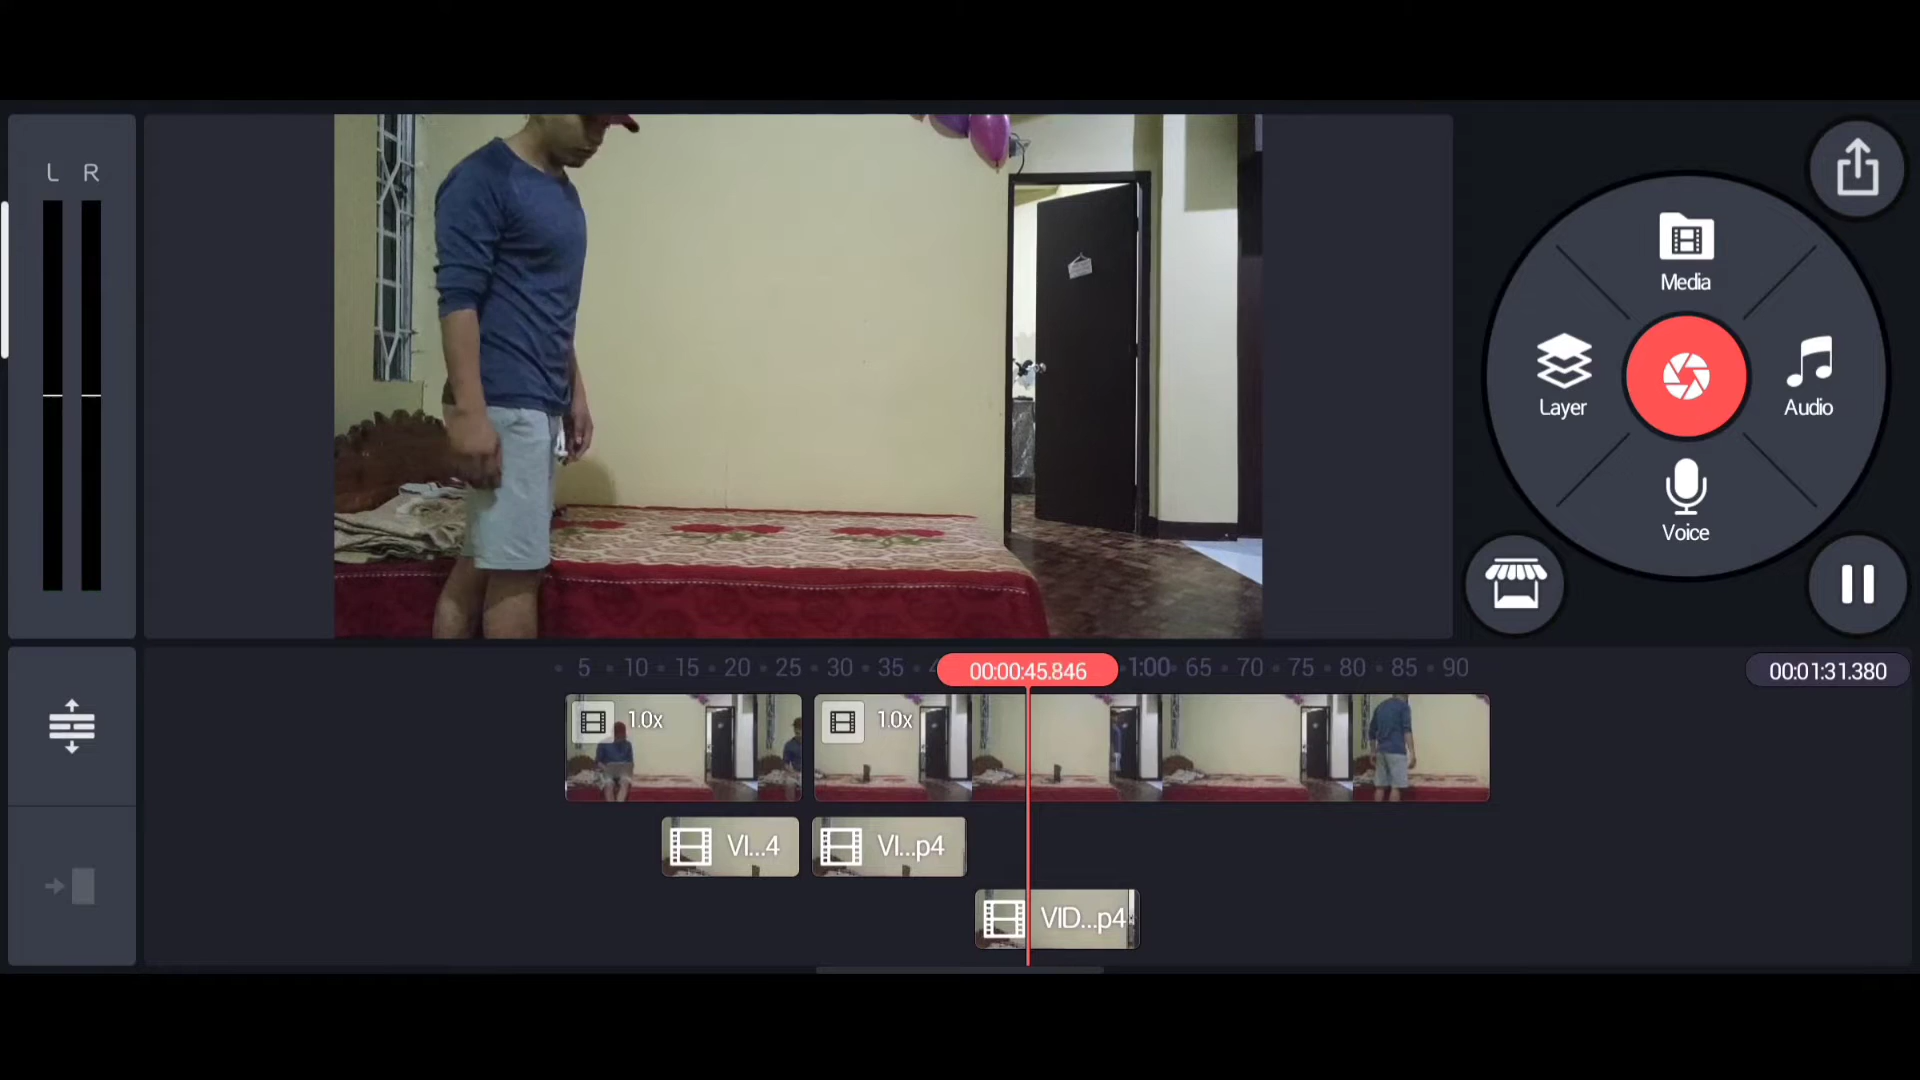 L R
Media
Layer
Audio
Voice
5 10 15 20 25 30 35 00:00:45.846 1:00 65 70 75 80 85 90 00:01:31.380
1.0x 1.0x
VI...4 VI...p4
VID...p4